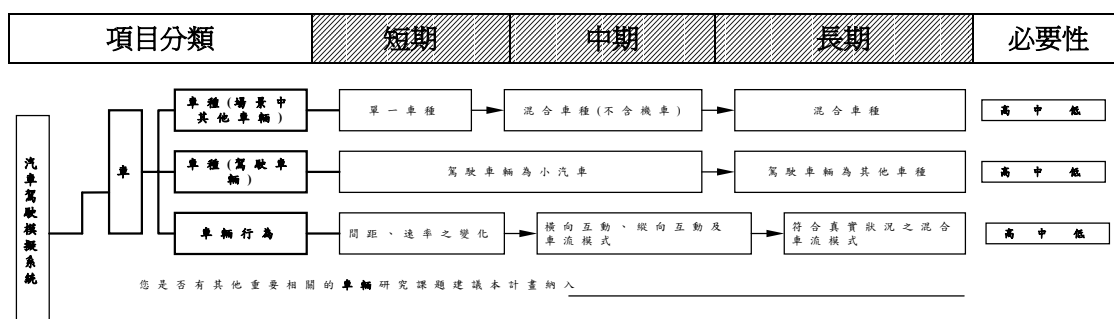 項目分類 短期 中期 長期 必要性
汽車駕駛模擬系統
車
車種(場景中
其他車輛)
單一車種
混合車種(不含機車)
混合車種
高 中 低
車種(駕駛車
輛)
駕駛車輛為小汽車
駕駛車輛為其他車種
高 中 低
車輛行為
間距、速率之變化
橫向互動、縱向互動及
車流模式
符合真實狀況之混合
車流模式
高 中 低
您是否有其他重要相關的車輛研究課題建議本計畫納入